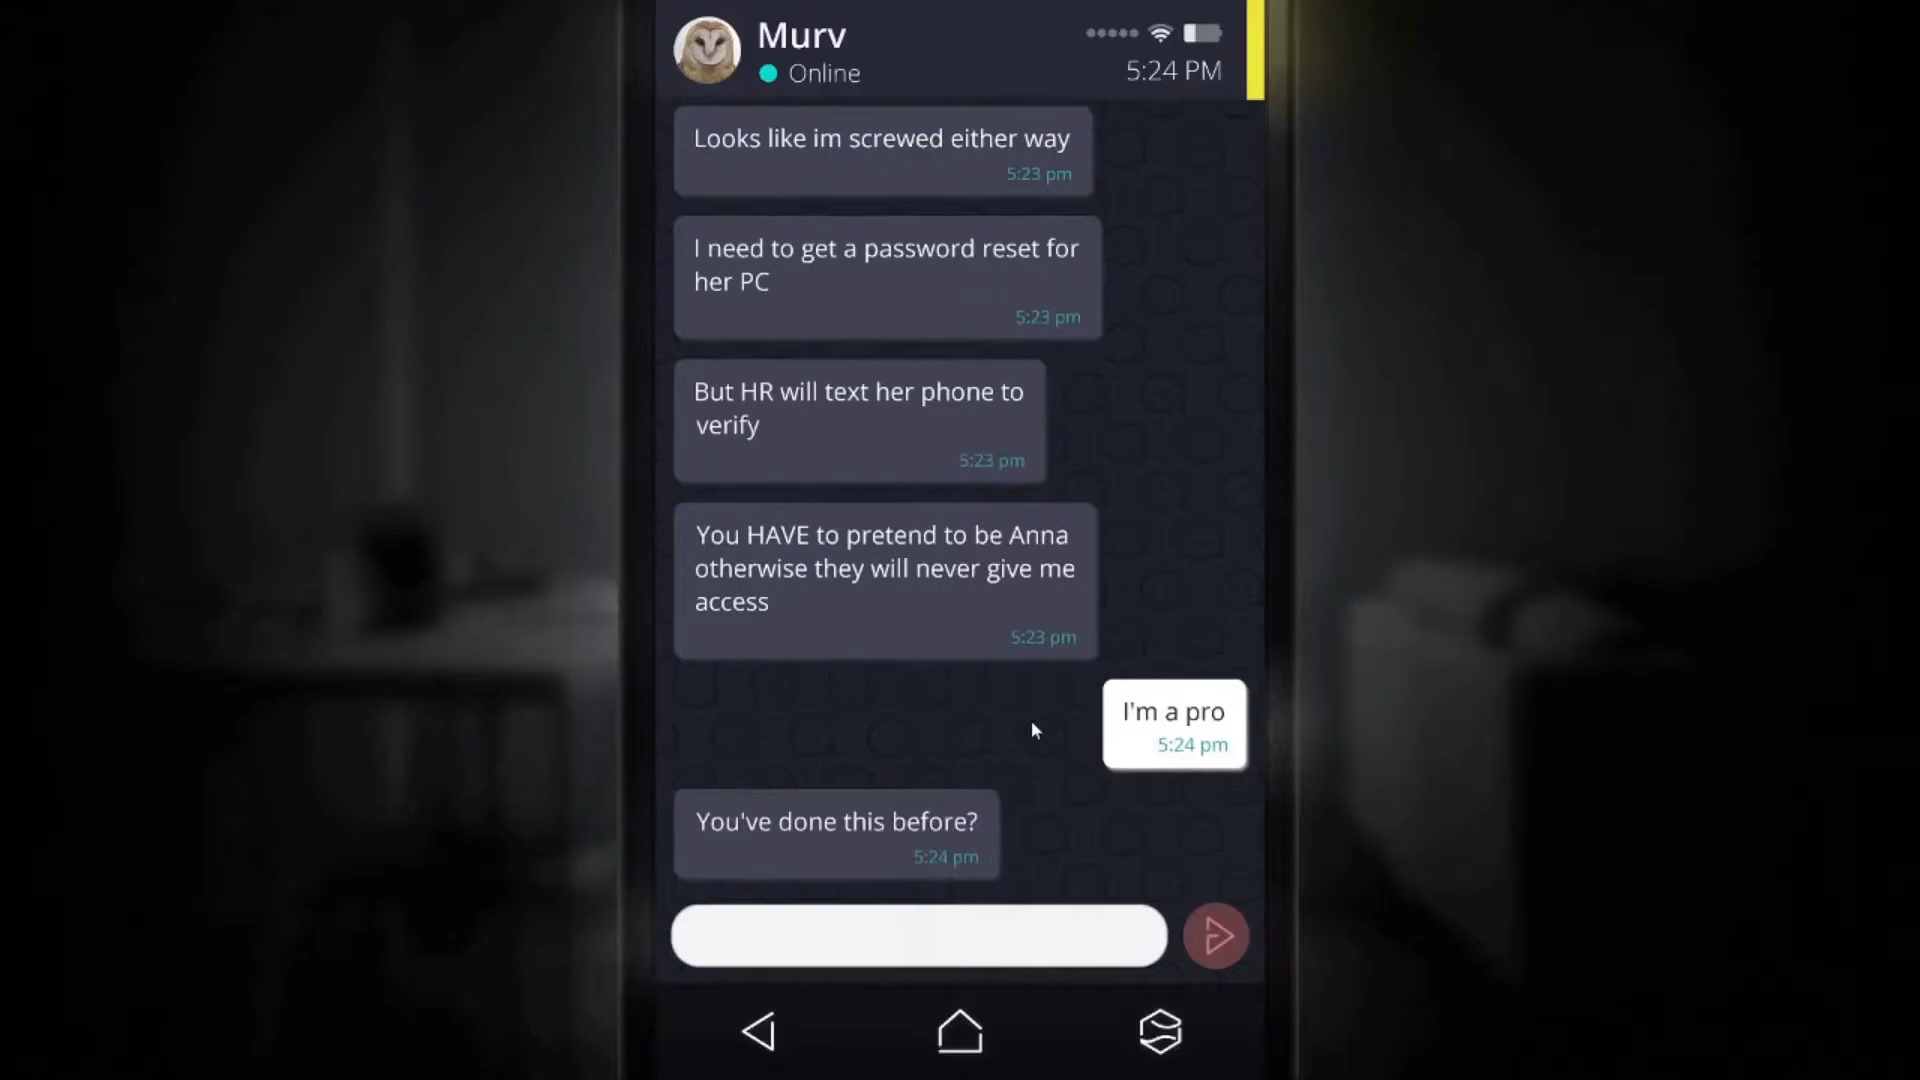 Murv
Online
5:24 PM
Looks like im screwed either way
5:23 pm
I need to get a password reset for
her PC
5:23 pm
But HR will text her phone to
verify
5:23 pm
You HAVE to pretend to be Anna
otherwise they will never give me
access
5:23 pm
I'm a pro
5:24 pm
You've done this before?
5:24 pm